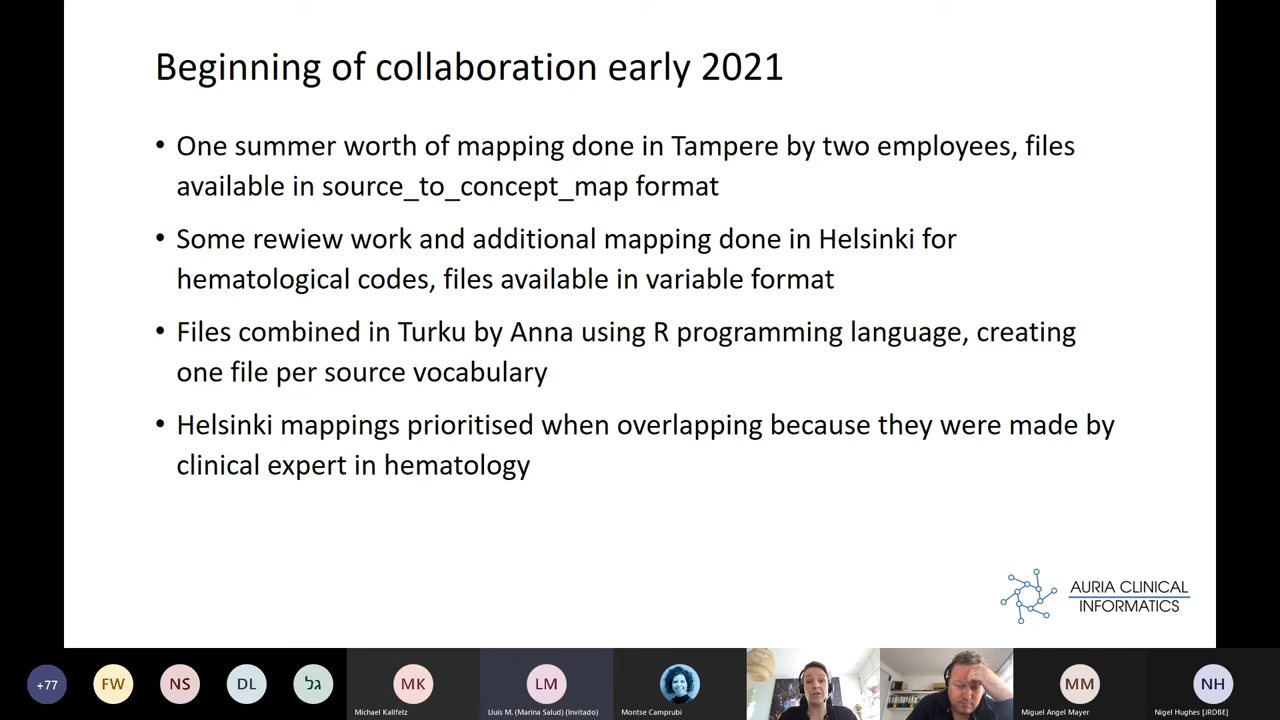 Beginning of collaboration early 2021
• One summer worth of mapping done in Tampere by two employees, files
available in source_to_concept_map format
• Some rewiew work and additional mapping done in Helsinki for
hematological codes, files available in variable format
• Files combined in Turku by Anna using R programming language, creating
one file per source vocabulary
• Helsinki mappings prioritised when overlapping because they were made by
clinical expert in hematology
AURIA CLINICAL
INFORMATICS
+77
FW
NS
DL
גל
MK
LM
MM
NH
Michael Kallfelz
Lluis M. (Marina Salud) (Invitado)
Montse Camprubi
Miguel Angel Mayer
Nigel Hughes [JRDBE]